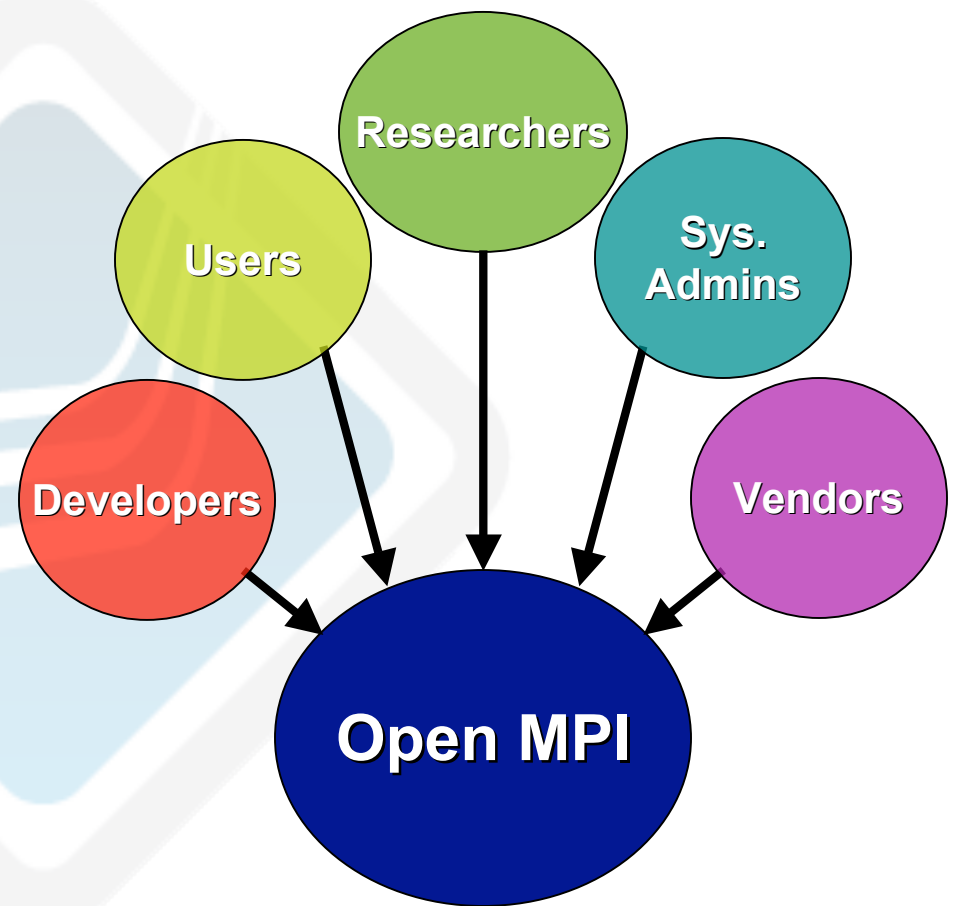 Researchers
Users
Sys.
Admins
Developers
Vendors
Open MPI